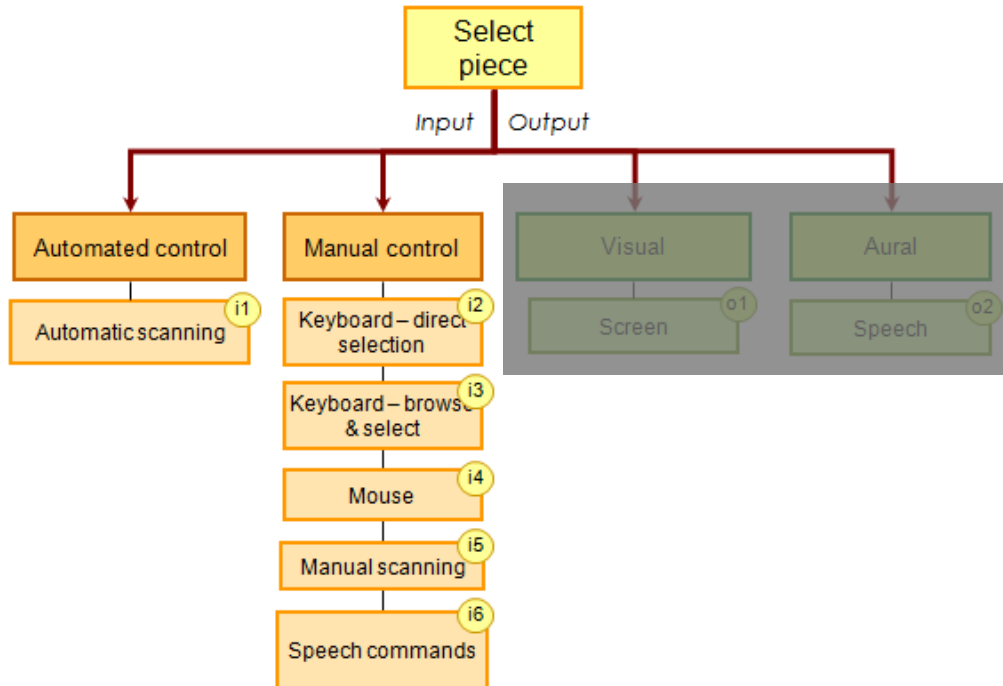 Select
piece
Input
Output
Automated control
i1
Automatic scanning
Manual control
i2
Keyboard – direct
selection
i3
Keyboard – browse
& select
i4
Mouse
i5
Manual scanning
i6
Speech commands
Visual
o1
Screen
Aural
o2
Speech